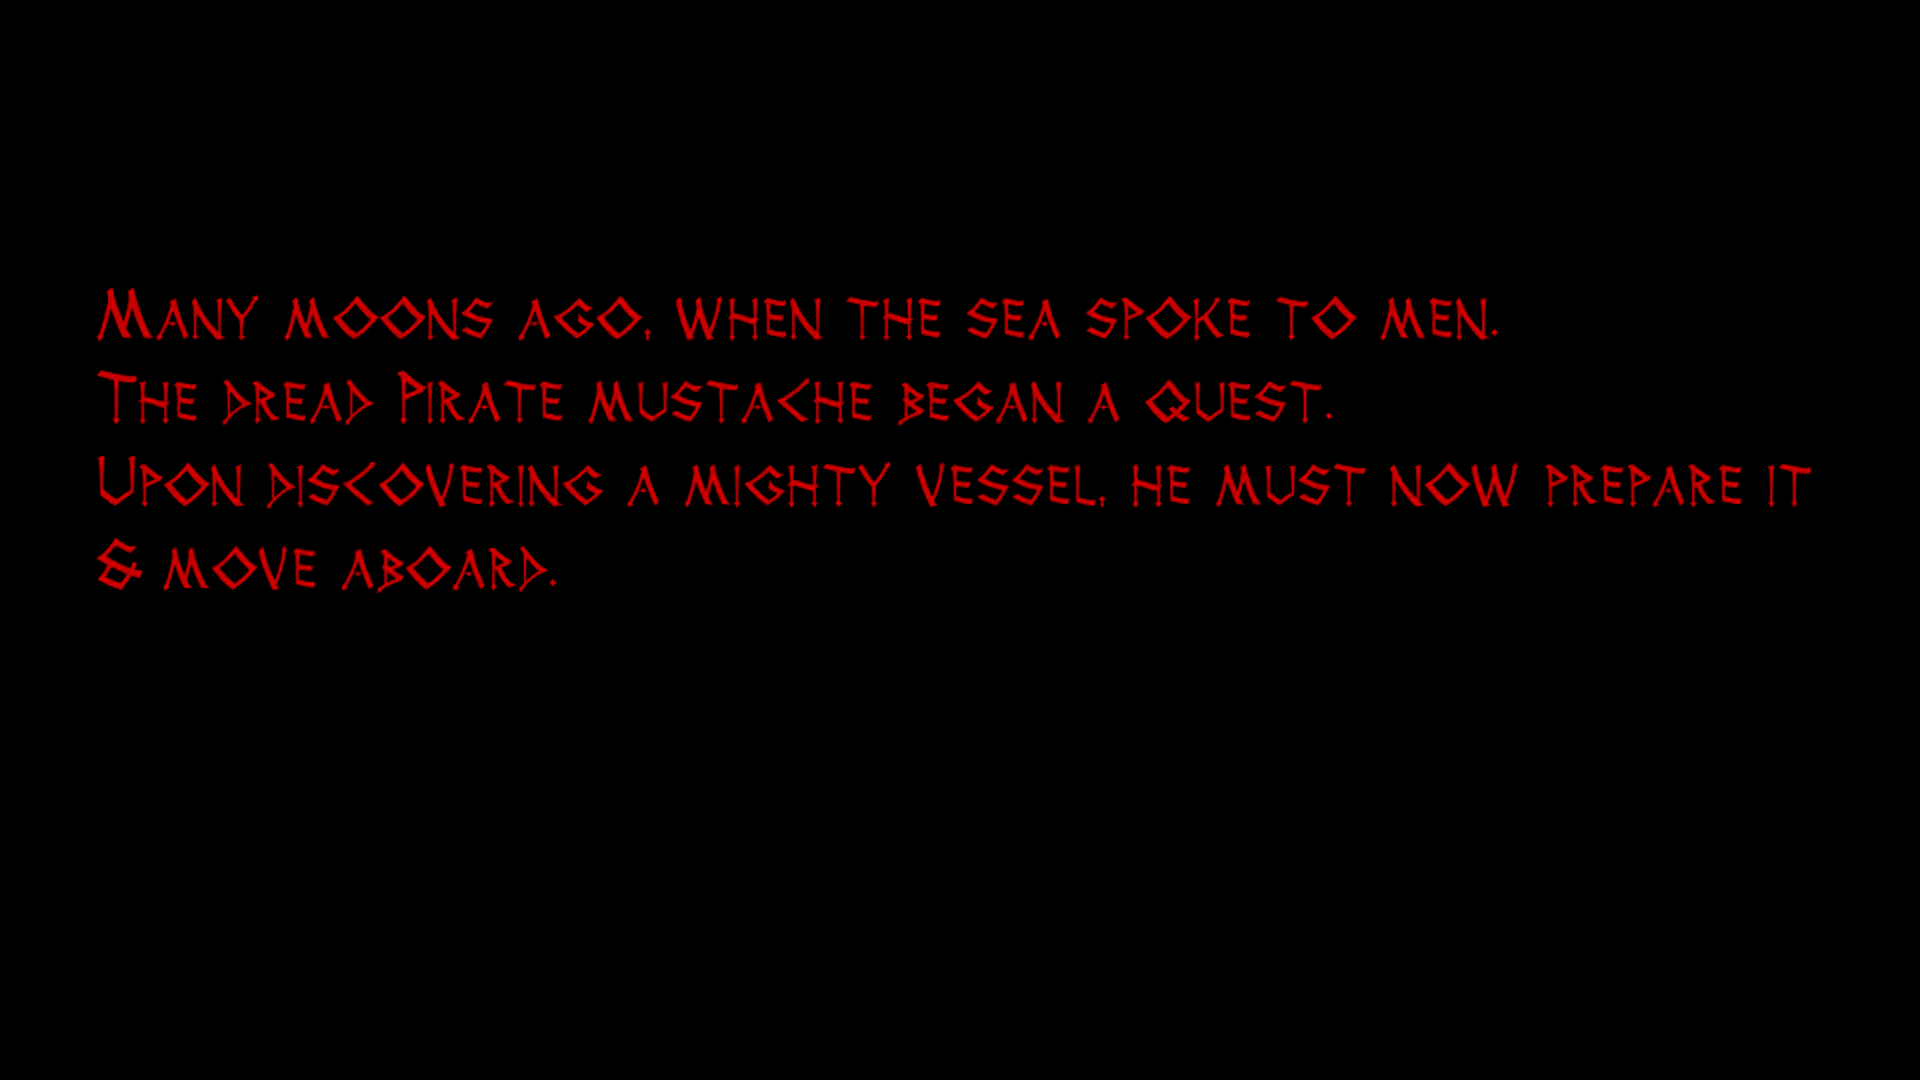 Many moons ago, when the sea spoke to men.
The dread Pirate mustache began a quest.
Upon discovering a mighty vessel, he must now prepare it
& move aboard.